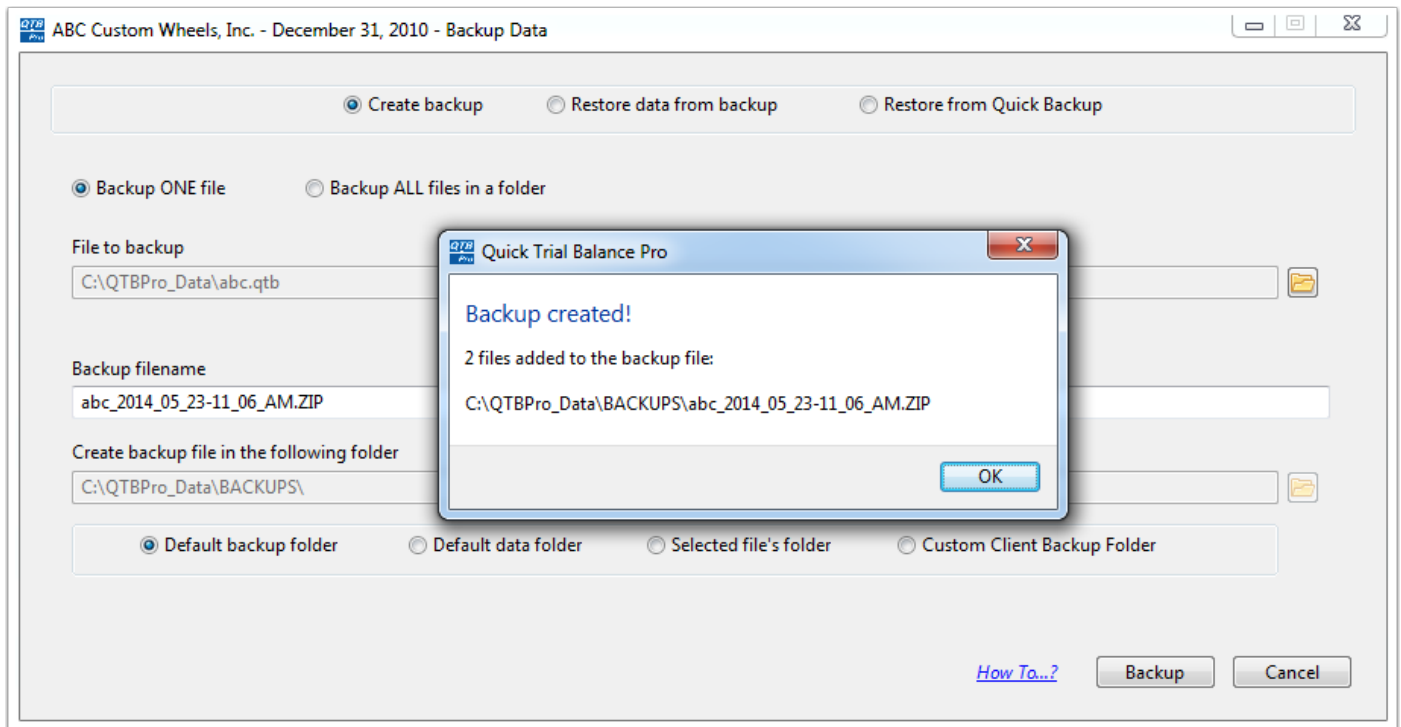 QTB Pro ABC Custom Wheels, Inc. - December 31, 2010 - Backup Data
Create backup Restore data from backup Restore from Quick Backup
Backup ONE file Backup ALL files in a folder
File to backup
C:\QTBPro_Data\abc.qtb
QTB Pro Quick Trial Balance Pro
Backup created!
2 files added to the backup file:
C:\QTBPro_Data\BACKUPS\abc_2014_05_23-11_06_AM.ZIP
OK
Backup filename
abc_2014_05_23-11_06_AM.ZIP
Create backup file in the following folder
C:\QTBPro_Data\BACKUPS\
Default backup folder Default data folder Selected file's folder Custom Client Backup Folder
How To...? Backup Cancel